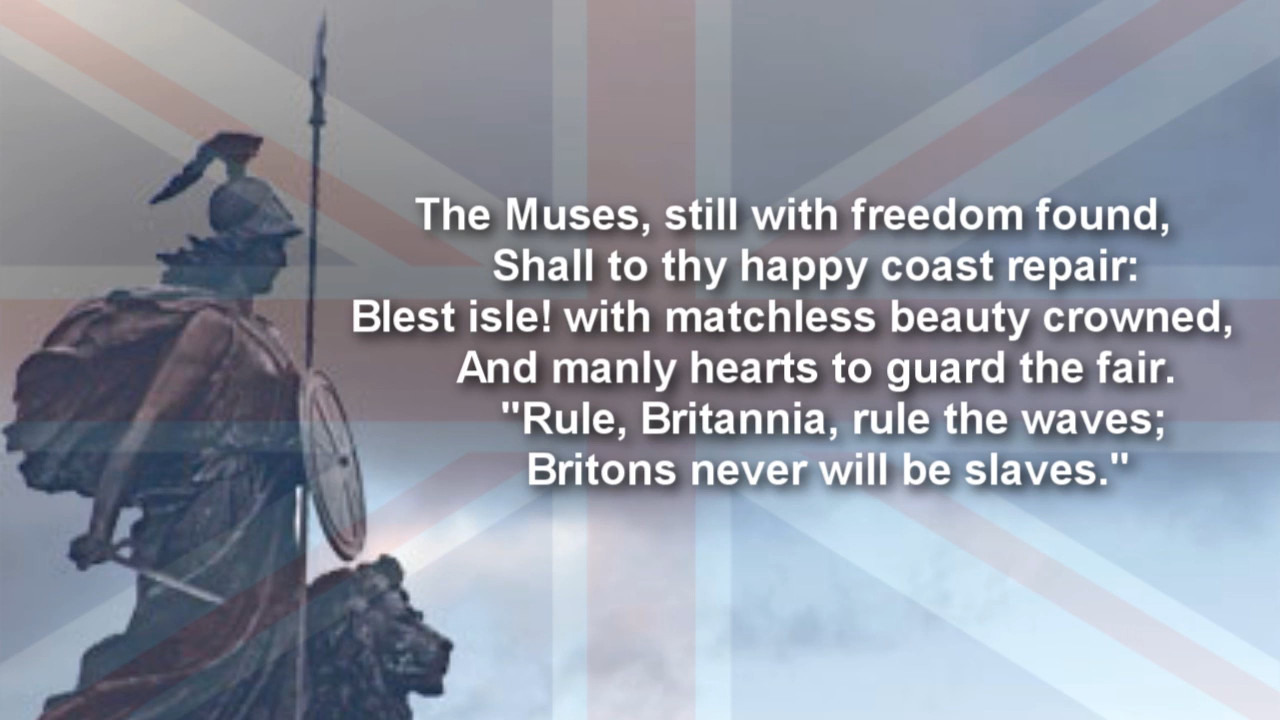 The Muses, still with freedom found,
Shall to thy happy coast repair:
Blest isle! with matchless beauty crowned,
And manly hearts to guard the fair.
"Rule, Britannia, rule the waves;
Britons never will be slaves."